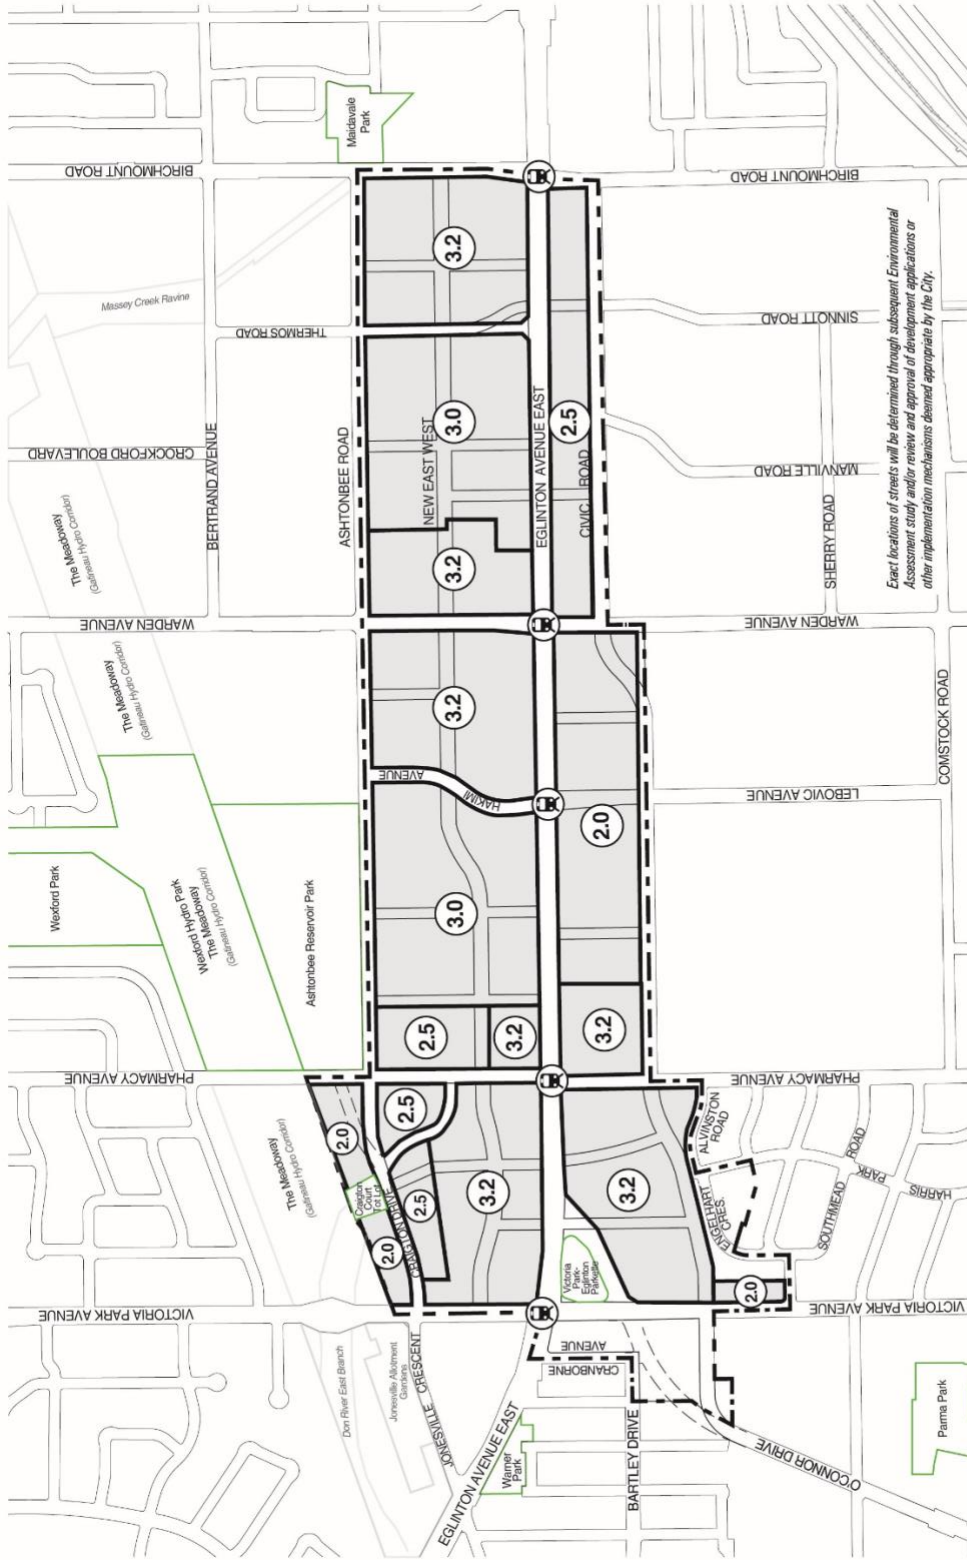 Maidavale
Park
BIRCHMOUNT ROAD
BIRCHMOUNT ROAD
3.2
Massey Creek Ravine
THERMOS ROAD
SINNOTT ROAD
Exact locations of streets will be determined through subsequent Environmental
Assessment study and/or review and approval of development applications or
other implementation mechanisms deemed appropriate by the City.
CROCKFORD BOULEVARD
BERTRAND AVENUE
ASHTONBEE ROAD
NEW EAST WEST
3.0
EGLINTON AVENUE EAST
2.5
CIVIC ROAD
MANVILLE ROAD
SHERRY ROAD
The Meadoway
(Gatineau Hydro Corridor)
3.2
WARDEN AVENUE
WARDEN AVENUE
The Meadoway
(Gatineau Hydro Corridor)
3.2
COMSTOCK ROAD
HAKIMI
AVENUE
LEBOVIC AVENUE
2.0
Wexford Park
Wexford Hydro Park
The Meadoway
(Gatineau Hydro Corridor)
Ashtonbee Reservoir Park
3.0
2.5
3.2
3.2
PHARMACY AVENUE
PHARMACY AVENUE
The Meadoway
(Gatineau Hydro Corridor)
2.0
2.5
ALVINSTON
ROAD
Craigton
Court
Tot Lot
CRAIGTON DRIVE
2.0
2.5
3.2
3.2
ENGELHART
CRES.
SOUTHMEAD
ROAD
PARK
HARRIS
Victoria
Park-
Eglinton
Parkette
2.0
VICTORIA PARK AVENUE
VICTORIA PARK AVENUE
Don River East Branch
Jonesville Allotment
Gardens
JONESVILLE CRESCENT
CRANBORNE
AVENUE
EGLINTON AVENUE EAST
Warner
Park
BARTLEY DRIVE
O'CONNOR DRIVE
Parma Park